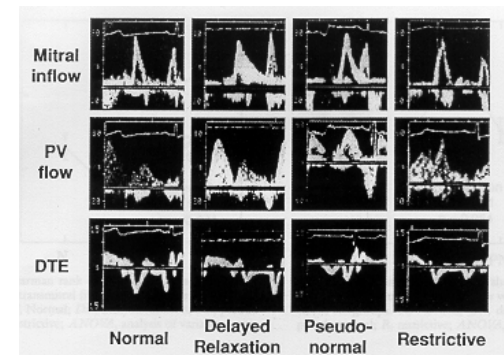 Mitral
inflow
PV
flow
DTE
Normal
Delayed
Relaxation
Pseudo-
normal
Restrictive